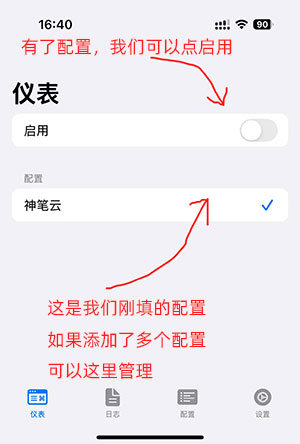 16:40
90
有了配置，我们可以点启用
仪表
启用
配置
神笔云
这是我们刚填的配置
如果添加了多个配置
可以这里管理
仪表
日志
配置
设置